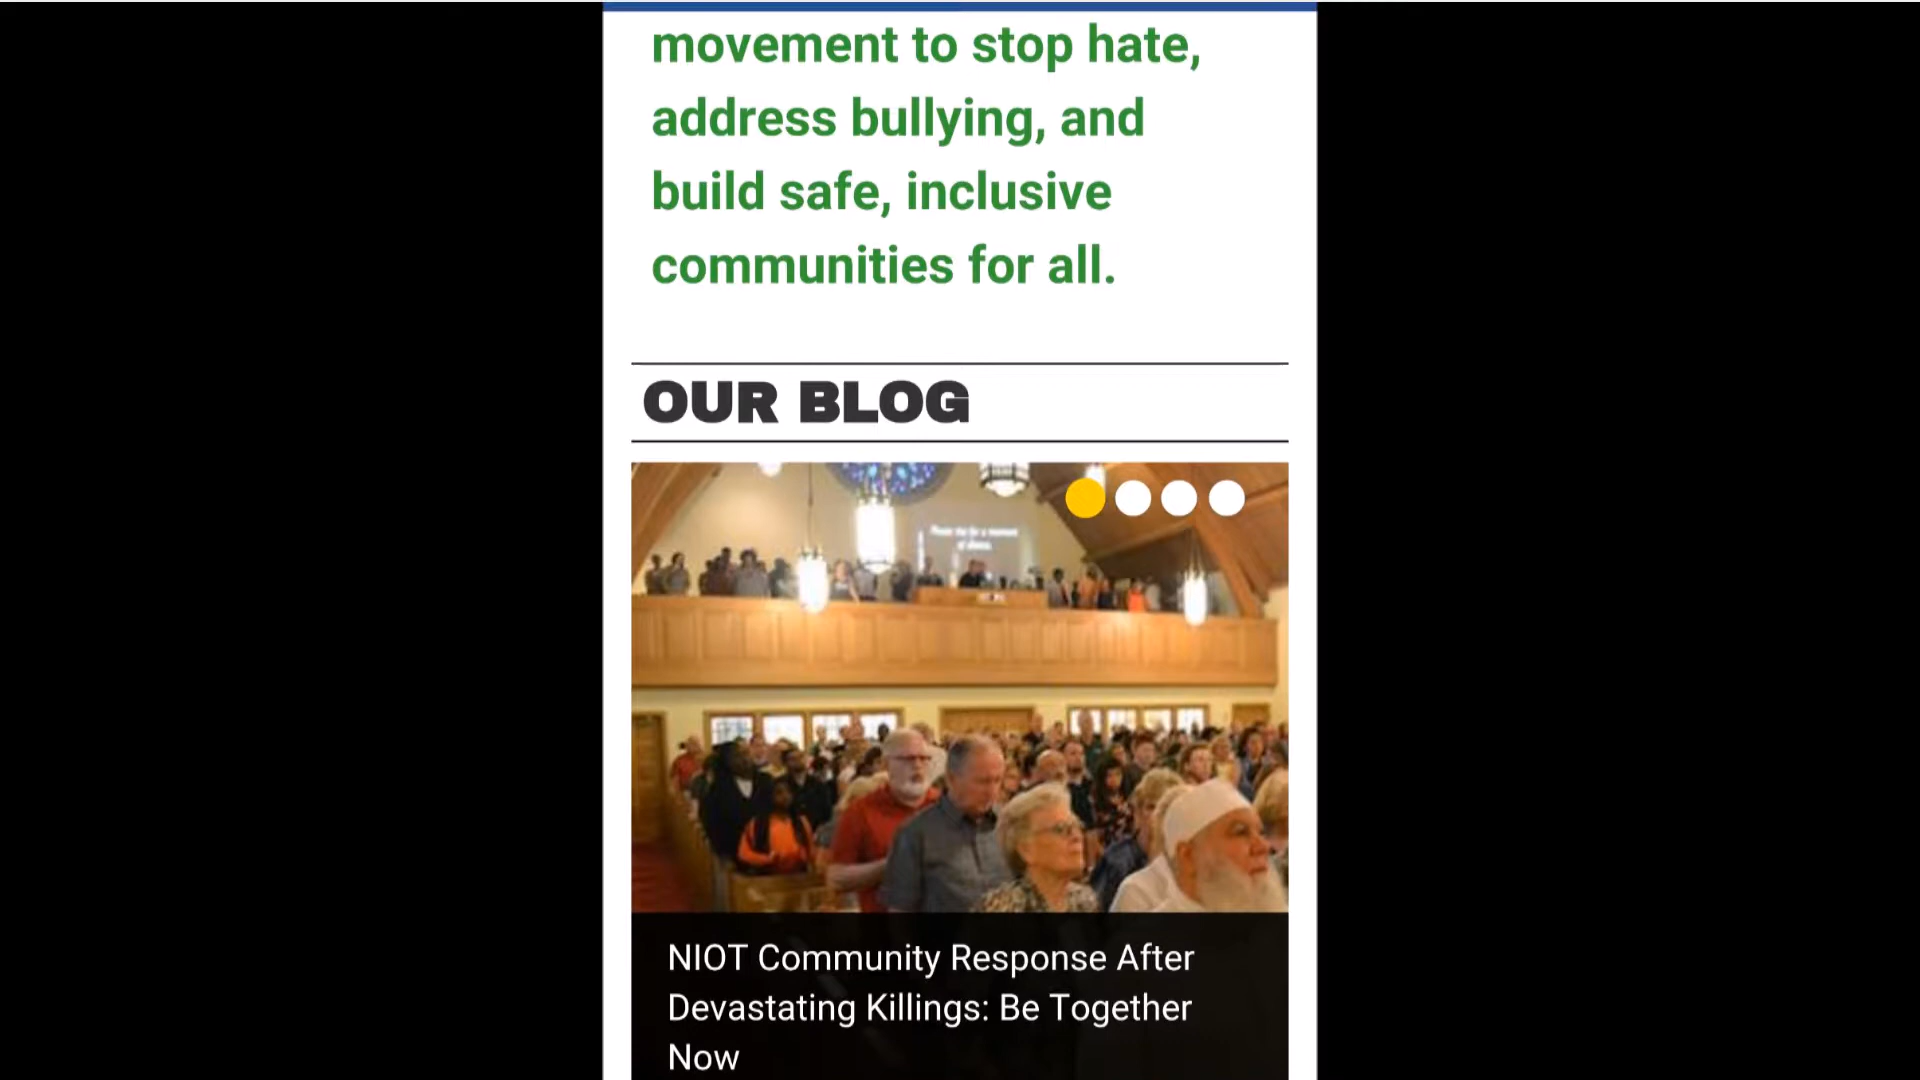 movement to stop hate,
address bullying, and
build safe, inclusive
communities for all.
OUR BLOG
NIOT Community Response After
Devastating Killings: Be Together
Now